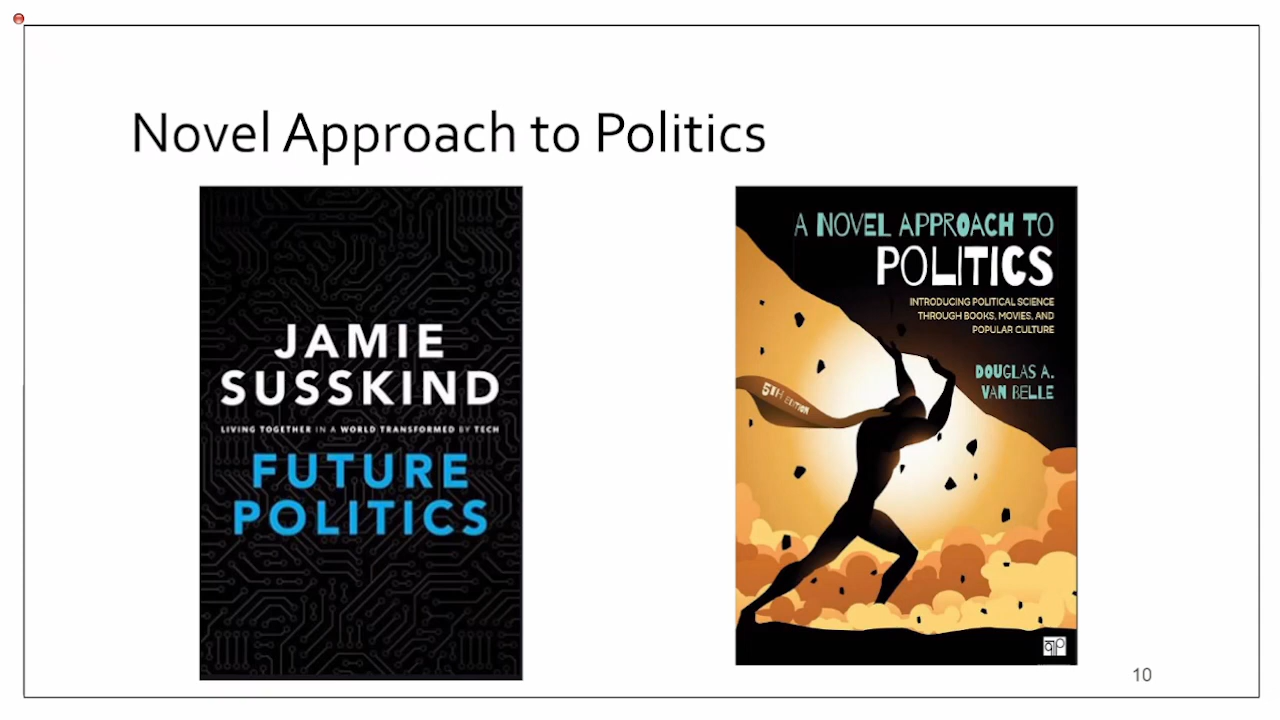 Novel Approach to Politics
JAMIE
SUSSKIND
LIVING TOGETHER IN A WORLD TRANSFORMED BY TECH
FUTURE
POLITICS
A NOVEL APPROACH TO
POLITICS
INTRODUCING POLITICAL SCIENCE
THROUGH BOOKS, MOVIES, AND
POPULAR CULTURE
DOUGLAS A.
VAN BELLE
5TH EDITION
10